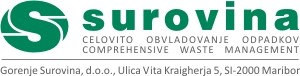 surovina
CELOVITO OBVLADOVANJE ODPADKOV
COMPREHENSIVE WASTE MANAGEMENT
Gorenje Surovina, d.o.o., Ulica Vita Kraigherja 5, SI-2000 Maribor